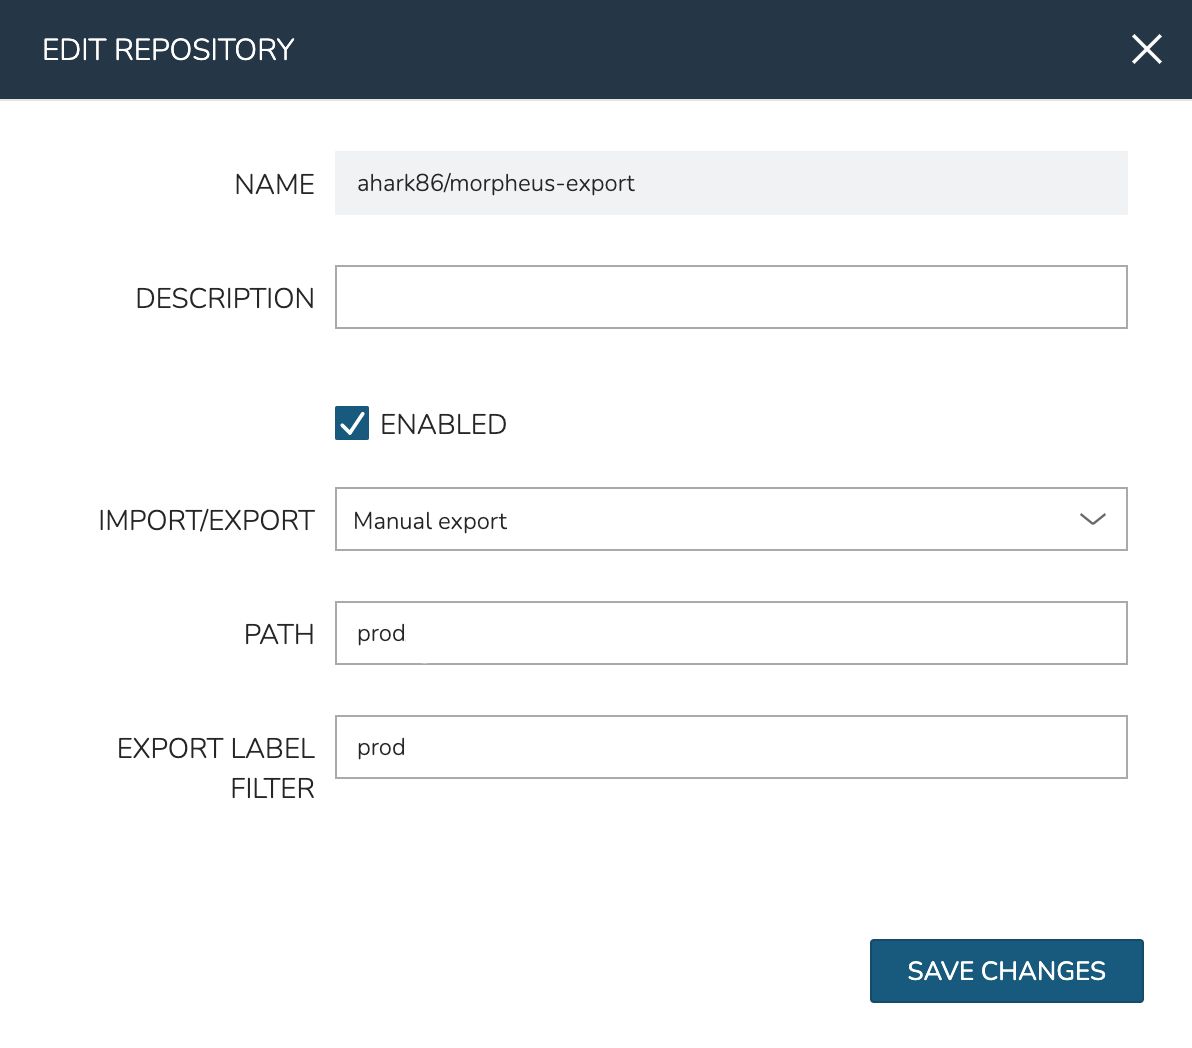 EDIT REPOSITORY
NAME
ahark86/morpheus-export
DESCRIPTION
ENABLED
IMPORT/EXPORT
Manual export
PATH
prod
EXPORT LABEL
FILTER
prod
SAVE CHANGES